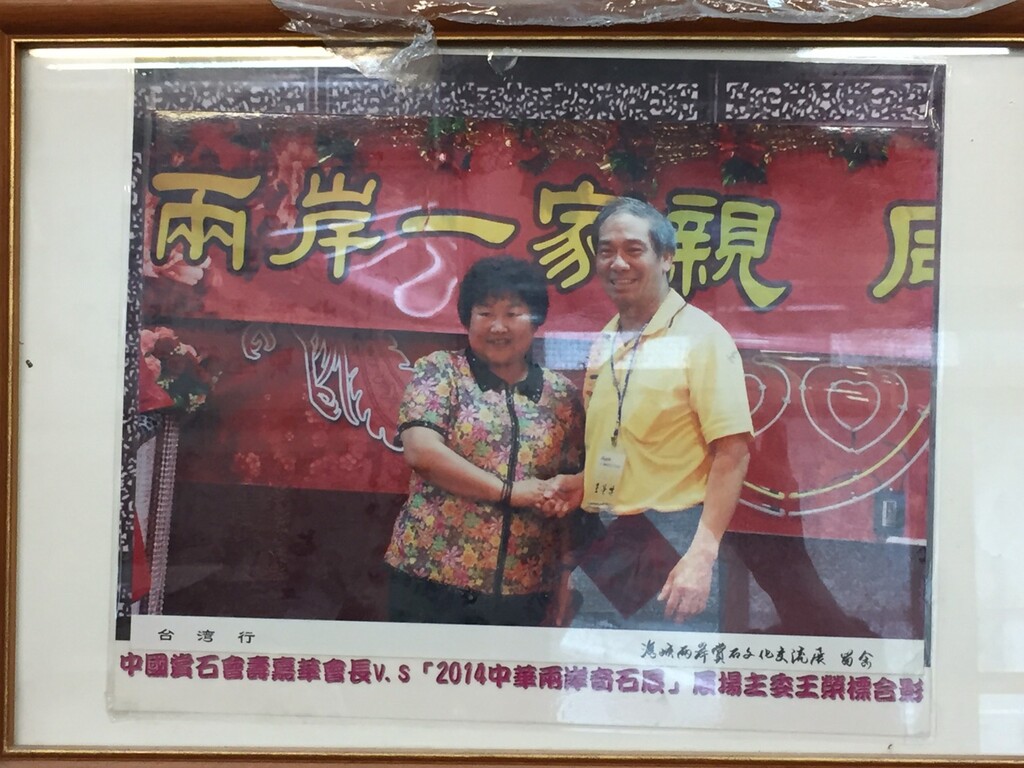 兩岸一家親
台湾行
兩岸賞石文化交流展
中國賞石會壽嘉華會長v.s「2014中華兩岸奇石展」展場主委王榮標合影